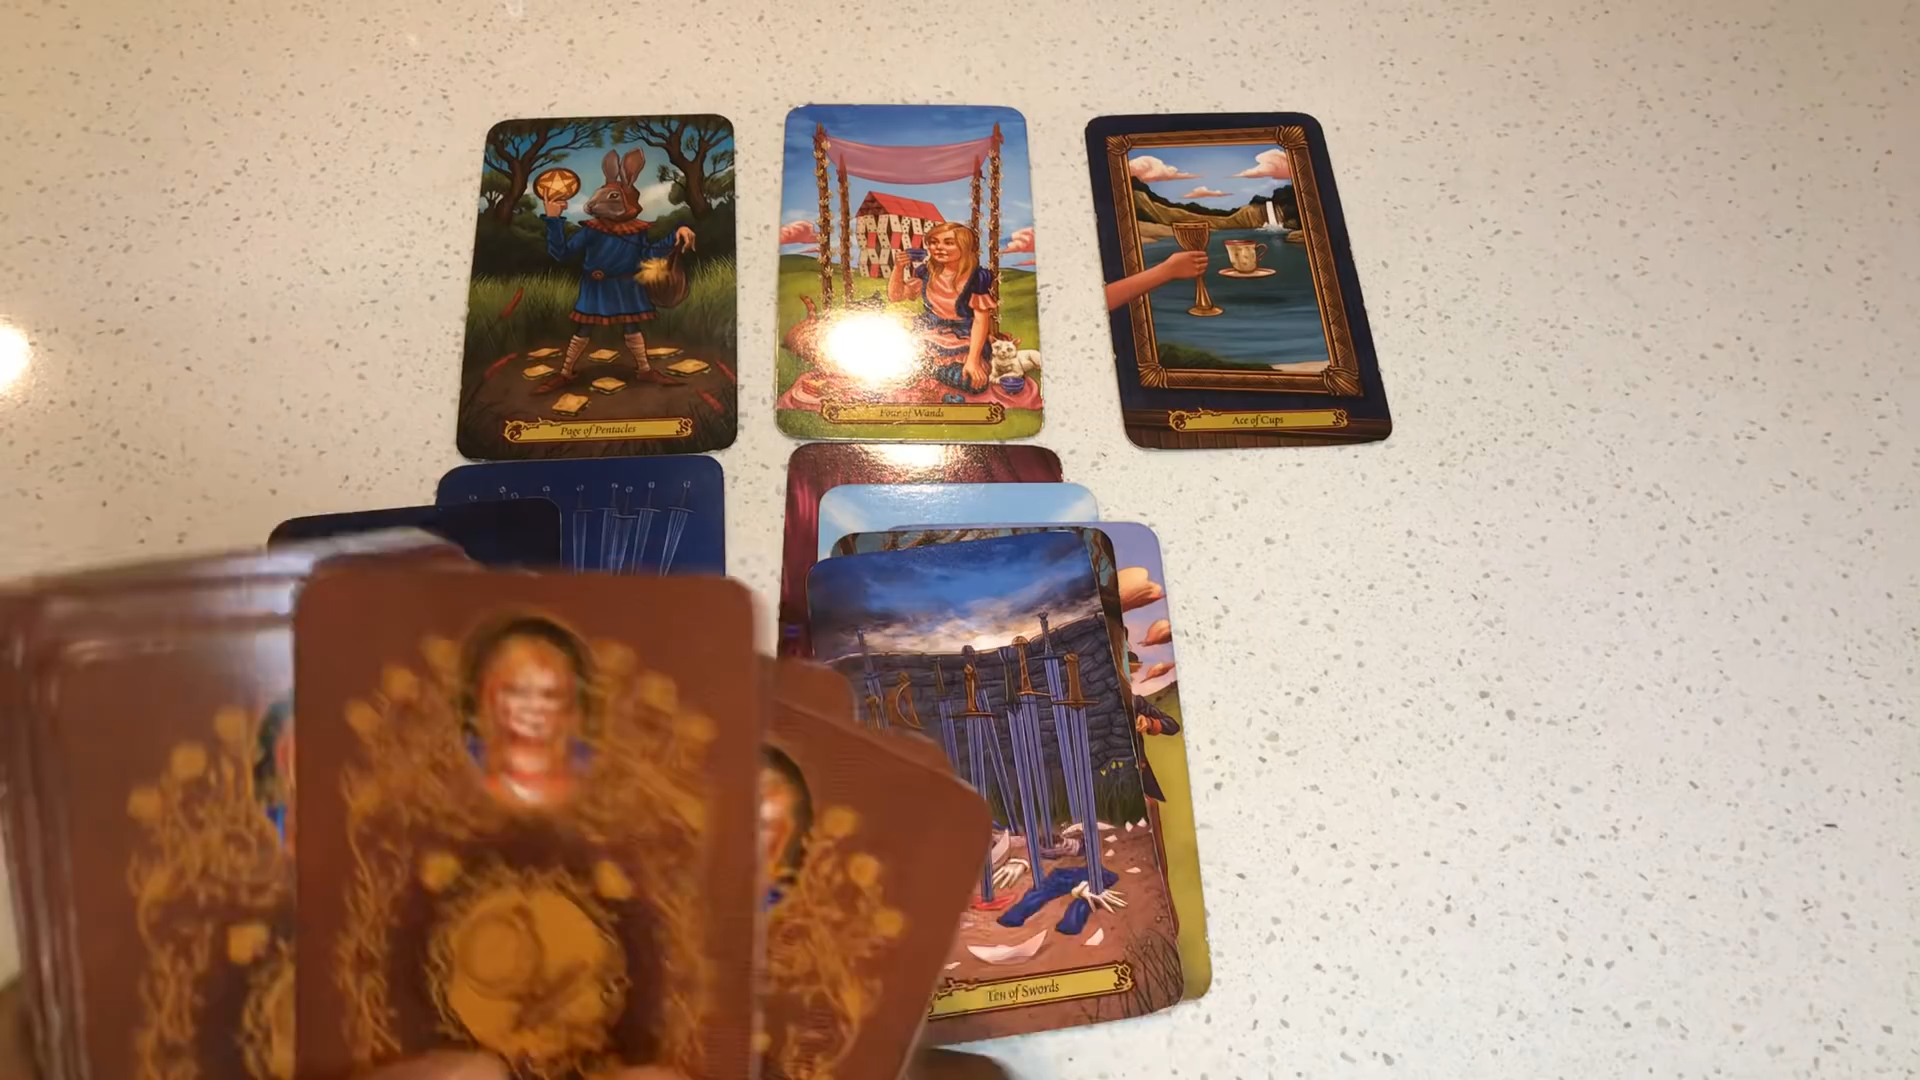 Page of Pentacles
Four of Wands
Ace of Cups
Ten of Swords